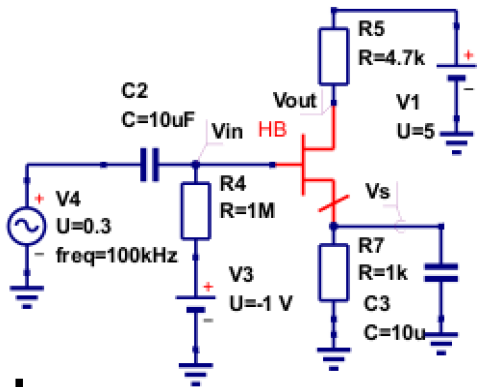 R5
R=4.7k
C2
C=10uF
Vout
V1
U=5
Vin
HB
R4
R=1M
Vs
V4
U=0.3
freq=100kHz
V3
U=-1 V
R7
R=1k
C3
C=10u